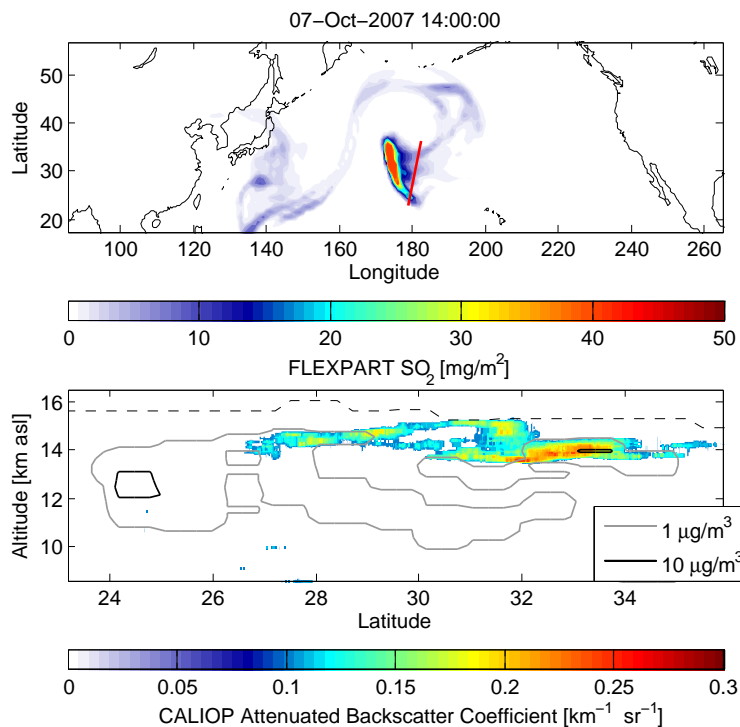 07-Oct-2007 14:00:00
Latitude
50
40
30
20
100 120 140 160 180 200 220 240 260
Longitude
0 10 20 30 40 50
FLEXPART SO2 [mg/m2]
Altitude [km asl]
16
14
12
10
1 μg/m3
10 μg/m3
24 26 28 30 32 34
Latitude
0 0.05 0.1 0.15 0.2 0.25 0.3
CALIOP Attenuated Backscatter Coefficient [km−1 sr−1]